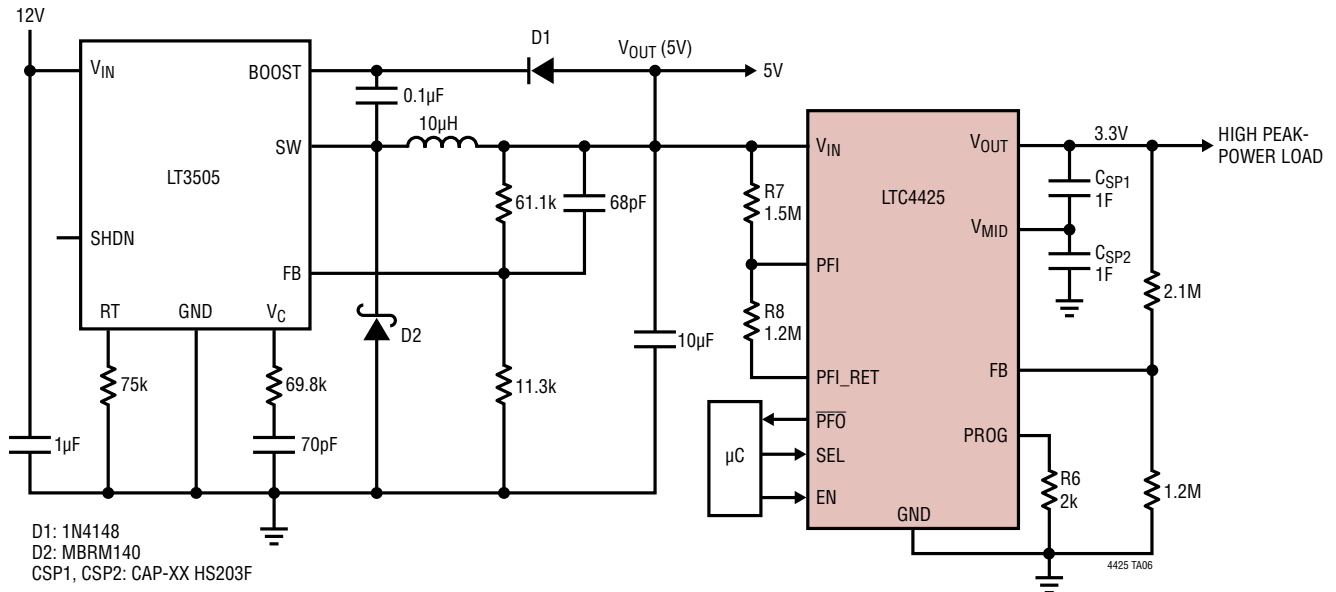 12V
VIN
BOOST
D1
VOUT (5V)
5V
0.1µF
10µH
SW
LT3505
61.1k
68pF
SHDN
FB
RT
GND
VC
D2
75k
69.8k
11.3k
10µF
1µF
70pF
VIN
VOUT
3.3V
HIGH PEAK-
POWER LOAD
R7
1.5M
LTC4425
CSP1
1F
VMID
CSP2
1F
PFI
2.1M
R8
1.2M
PFI_RET
FB
PFO
µC
SEL
EN
PROG
R6
2k
1.2M
GND
4425 TA06
D1: 1N4148
D2: MBRM140
CSP1, CSP2: CAP-XX HS203F